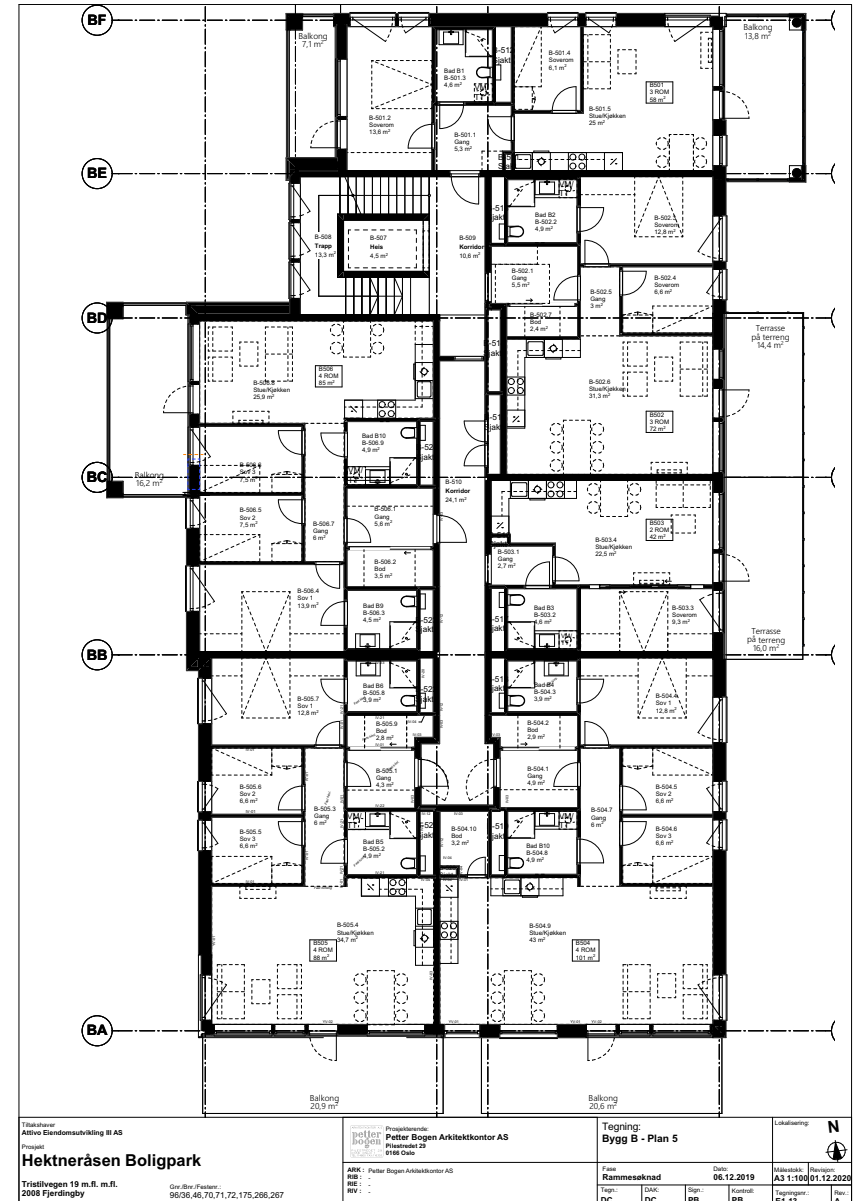 BF
Balkong
7,1 m²
B-501.2
Soverom
13,6 m²
Bad B1
B-501.3
4,6 m²
B-501.4
Soverom
6,1 m²
B-501.5
Stue/Kjøkken
25 m²
B501
3 ROM
58 m²
Balkong
13,8 m²
B-501.1
Gang
5,3 m²
BE
B-508
Trapp
13,3 m²
B-507
Heis
4,5 m²
B-509
Korridor
10,6 m²
Bad B2
B-502.2
4,9 m²
Soverom
12,8 m²
B-502.1
Gang
5,5 m²
B-502.5
Gang
3 m²
B-502.4
Soverom
6,6 m²
B-502.7
Bod
2,4 m²
BD
Stue/Kjøkken
25,9 m²
B506
4 ROM
85 m²
B-502.6
Stue/Kjøkken
31,3 m²
B502
3 ROM
72 m²
Terrasse
på terreng
14,4 m²
Bad B10
B-506.9
4,9 m²
BC
Balkong
16,2 m²
Sov 3
7,5 m²
B-510
Korridor
24,1 m²
B-506.5
Sov 2
7,5 m²
B-506.7
Gang
6 m²
B-506.1
Gang
5,6 m²
B-506.2
Bod
3,5 m²
B-503.4
Stue/Kjøkken
22,5 m²
B503
2 ROM
42 m²
B-503.1
Gang
2,7 m²
B-506.4
Sov 1
13,9 m²
Bad B9
B-506.3
4,5 m²
Bad B3
B-503.2
4,6 m²
B-503.3
Soverom
9,3 m²
Terrasse
på terreng
16,0 m²
BB
B-505.7
Sov 1
12,8 m²
Bad B6
B-505.8
3,9 m²
Bad B4
B-504.3
3,9 m²
Sov 1
12,8 m²
B-505.9
Bod
2,8 m²
B-504.2
Bod
2,9 m²
B-505.6
Sov 2
6,6 m²
B-505.1
Gang
4,3 m²
B-504.1
Gang
4,9 m²
B-504.5
Sov 2
6,6 m²
B-505.3
Gang
6 m²
B-504.7
Gang
6 m²
B-505.5
Sov 3
6,6 m²
Bad B5
B-505.2
4,9 m²
B-504.10
Bod
3,2 m²
Bad B10
B-504.8
4,9 m²
B-504.6
Sov 3
6,6 m²
B-505.4
Stue/Kjøkken
34,7 m²
B505
4 ROM
88 m²
B-504.9
Stue/Kjøkken
43 m²
B504
4 ROM
101 m²
BA
Balkong
20,9 m²
Balkong
20,6 m²
Tiltakshaver
Attivo Eiendomsutvikling III AS
Prosjekt
Hektneråsen Boligpark
Tristilvegen 19 m.fl. m.fl.
2008 Fjerdingby
Gnr./Bnr./Festenr.:
96/36,46,70,71,72,175,266,267
petter
bogen
Prosjekterende:
Petter Bogen Arkitektkontor AS
Pilestredet 29
0166 Oslo
ARK : Petter Bogen Arkitektkontor AS
RIB : -
RIE : -
RIV : -
Tegning:
Bygg B - Plan 5
Lokalisering:
N
Fase
Rammesøknad
Dato:
06.12.2019
Målestokk:
A3 1:100
Revisjon:
01.12.2020
Tegn.:
DC
DAK:
DC
Sign.:
PB
Kontroll:
PB
Tegningsnr.:
Rev.:
A